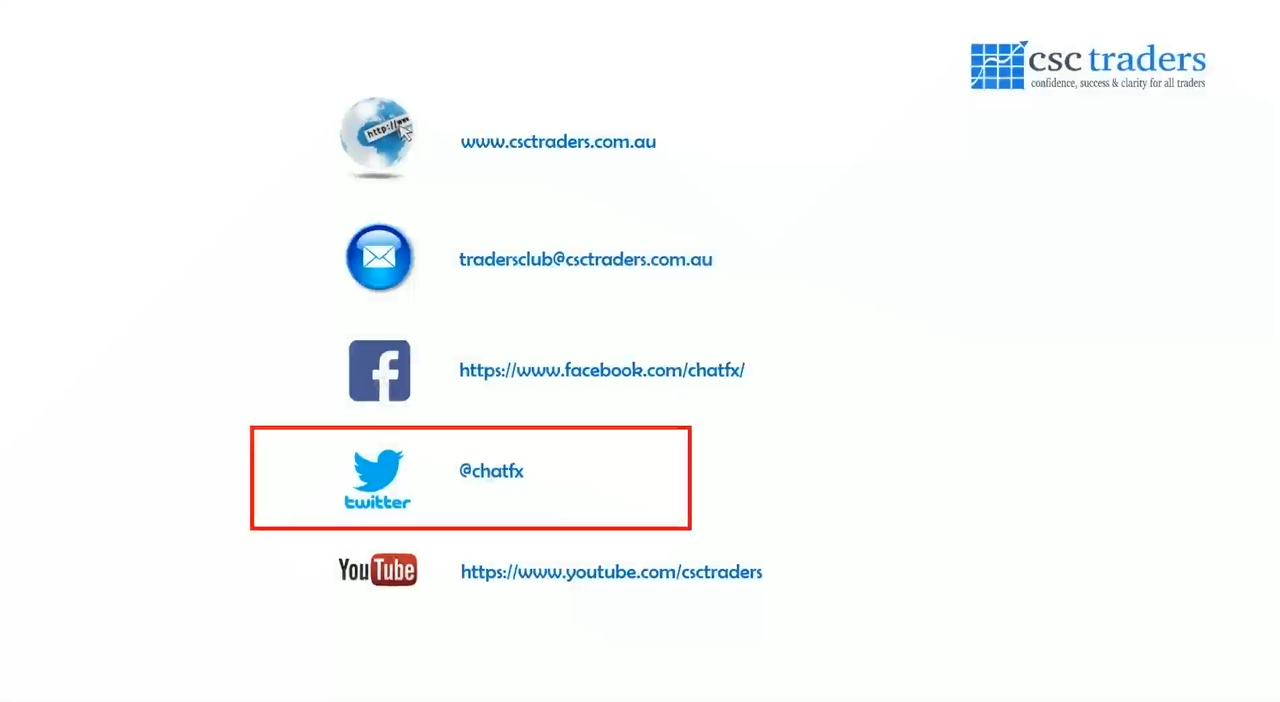 csc traders
confidence, success & clarity for all traders
http://www
www.csctraders.com.au
tradersclub@csctraders.com.au
f
https://www.facebook.com/chatfx/
@chatfx
twitter
YouTube
https://www.youtube.com/csctraders